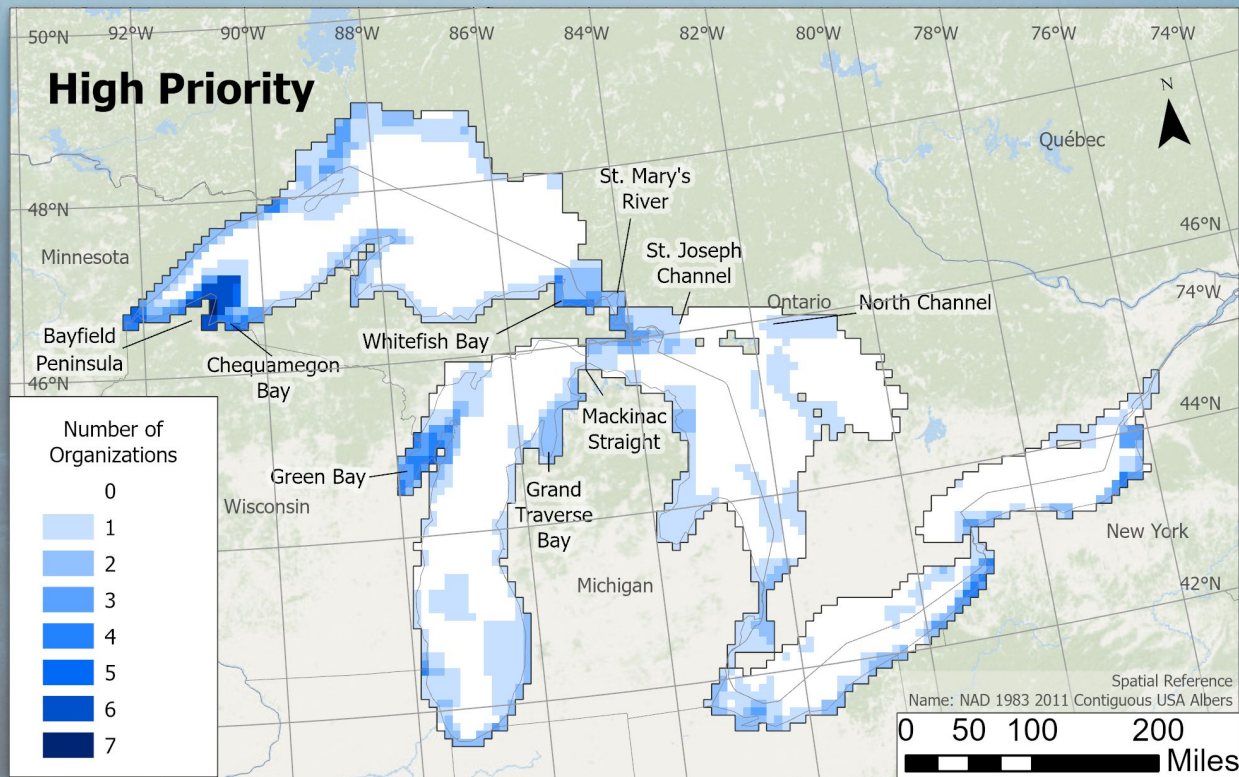 50°N
92°W
90°W
88°W
86°W
84°W
82°W
80°W
78°W
76°W
74°W
High Priority
N
Québec
St. Mary's
River
48°N
46°N
Minnesota
St. Joseph
Channel
74°W
Ontario
North Channel
Bayfield
Peninsula
Whitefish Bay
Chequamegon
Bay
46°N
44°N
Mackinac
Straight
Number of
Organizations
0
1
2
3
4
5
6
7
Green Bay
Wisconsin
Grand
Traverse
Bay
New York
Michigan
42°N
Spatial Reference
Name: NAD 1983 2011 Contiguous USA Albers
0 50 100 200
Miles